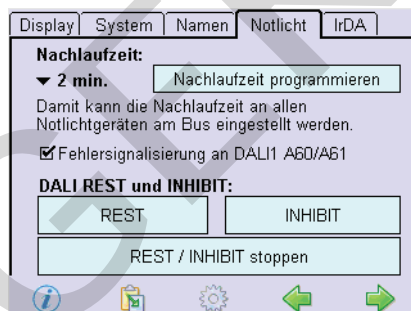 Display System Namen Notlicht IrDA
Nachlaufzeit:
2 min. Nachlaufzeit programmieren
Damit kann die Nachlaufzeit an allen
Notlichtgeräten am Bus eingestellt werden.
Fehlersignalisierung an DALI1 A60/A61
DALI REST und INHIBIT:
REST INHIBIT
REST / INHIBIT stoppen